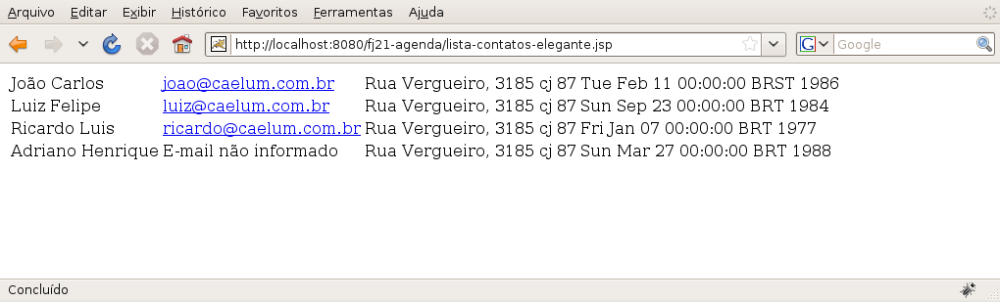 Arquivo Editar Exibir Histórico Favoritos Ferramentas Ajuda
http://localhost:8080/fj21-agenda/lista-contatos-elegante.jsp G Google
João Carlos joao@caelum.com.br Rua Vergueiro, 3185 cj 87 Tue Feb 11 00:00:00 BRST 1986
Luiz Felipe luiz@caelum.com.br Rua Vergueiro, 3185 cj 87 Sun Sep 23 00:00:00 BRT 1984
Ricardo Luis ricardo@caelum.com.br Rua Vergueiro, 3185 cj 87 Fri Jan 07 00:00:00 BRT 1977
Adriano Henrique E-mail não informado Rua Vergueiro, 3185 cj 87 Sun Mar 27 00:00:00 BRT 1988
Concluído